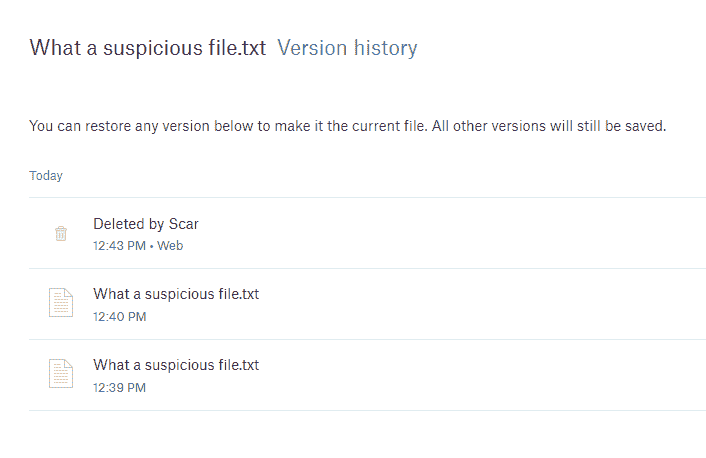 What a suspicious file.txt Version history
You can restore any version below to make it the current file. All other versions will still be saved.
Today
Deleted by Scar
12:43 PM • Web
What a suspicious file.txt
12:40 PM
What a suspicious file.txt
12:39 PM